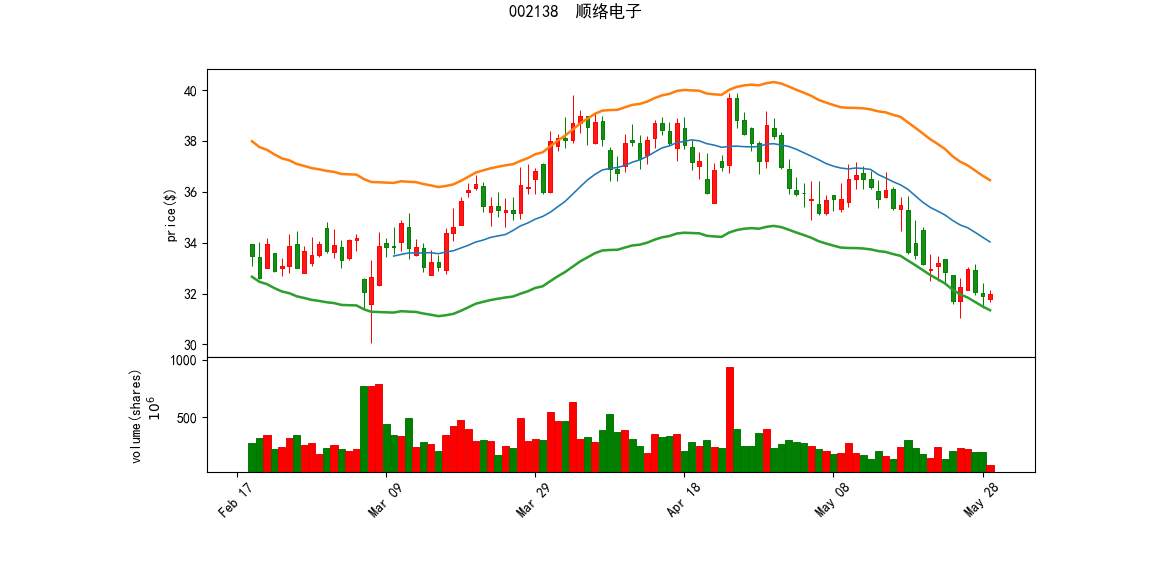 002138  顺络电子
price($)
40
38
36
34
32
30
volume(shares)
10^6
1000
500
Feb 17
Mar 09
Mar 29
Apr 18
May 08
May 28